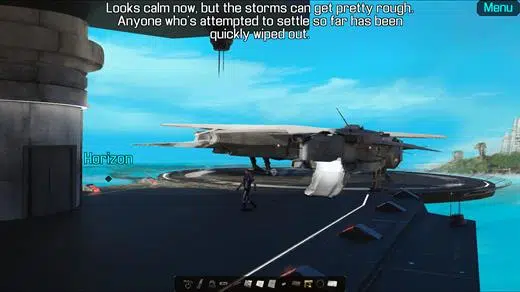 Looks calm now, but the storms can get pretty rough.
Menu
Anyone who's attempted to settle so far has been
quickly wiped out.
Horizon